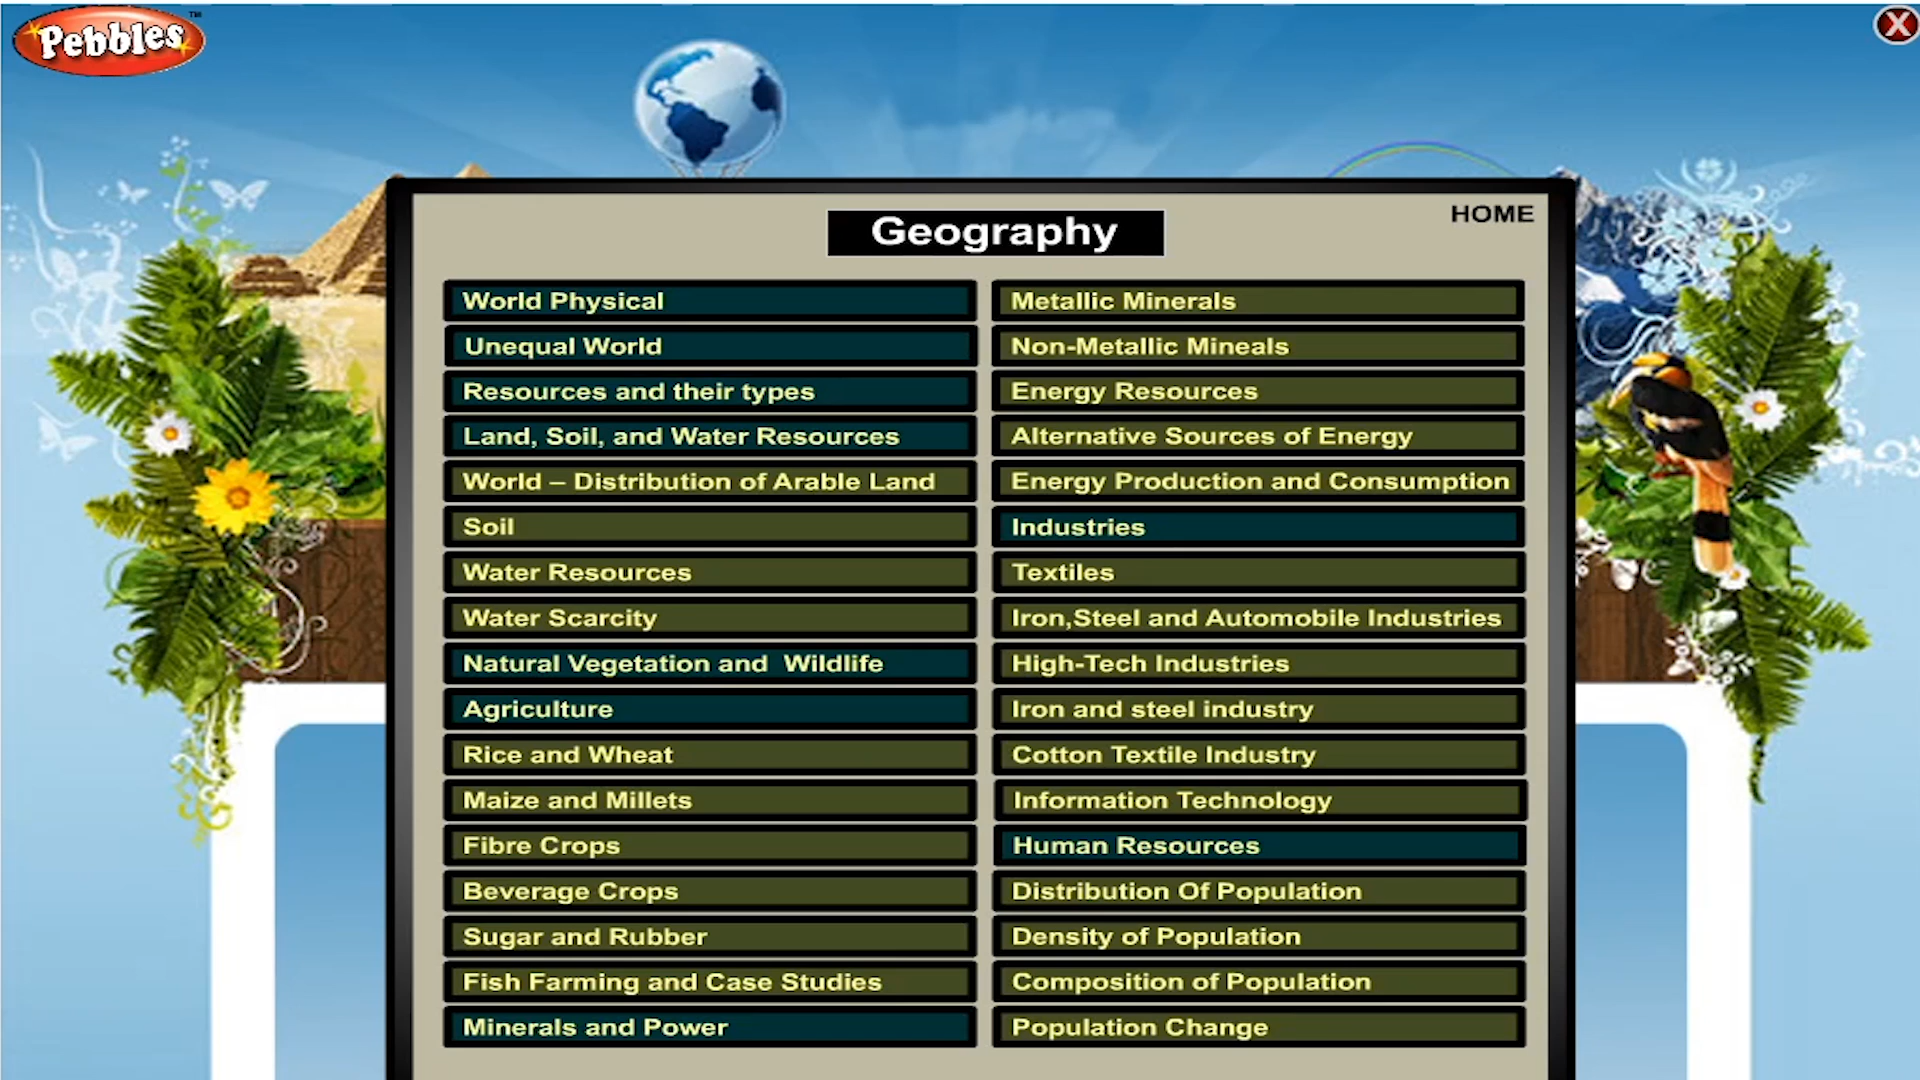 Pebbles™
X
HOME
Geography
World Physical
Unequal World
Resources and their types
Land, Soil, and Water Resources
World – Distribution of Arable Land
Soil
Water Resources
Water Scarcity
Natural Vegetation and Wildlife
Agriculture
Rice and Wheat
Maize and Millets
Fibre Crops
Beverage Crops
Sugar and Rubber
Fish Farming and Case Studies
Minerals and Power
Metallic Minerals
Non-Metallic Mineals
Energy Resources
Alternative Sources of Energy
Energy Production and Consumption
Industries
Textiles
Iron,Steel and Automobile Industries
High-Tech Industries
Iron and steel industry
Cotton Textile Industry
Information Technology
Human Resources
Distribution Of Population
Density of Population
Composition of Population
Population Change